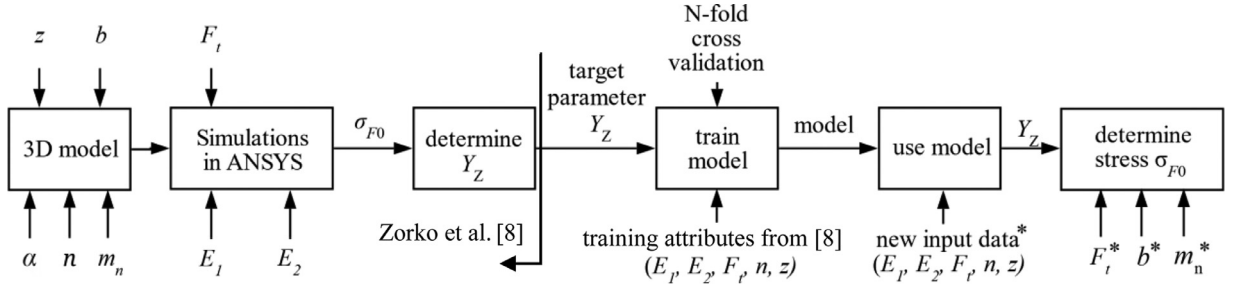 z b F_t
3D model
α n m_n
Simulations
in ANSYS
E_1 E_2
σ_F0
determine
Y_Z
Zorko et al. [8]
target
parameter
Y_Z
N-fold
cross
validation
train
model
training attributes from [8]
(E_1, E_2, F_t, n, z)
model
use model
new input data*
(E_1, E_2, F_t, n, z)
Y_Z
determine
stress σ_F0
F_t* b* m_n*